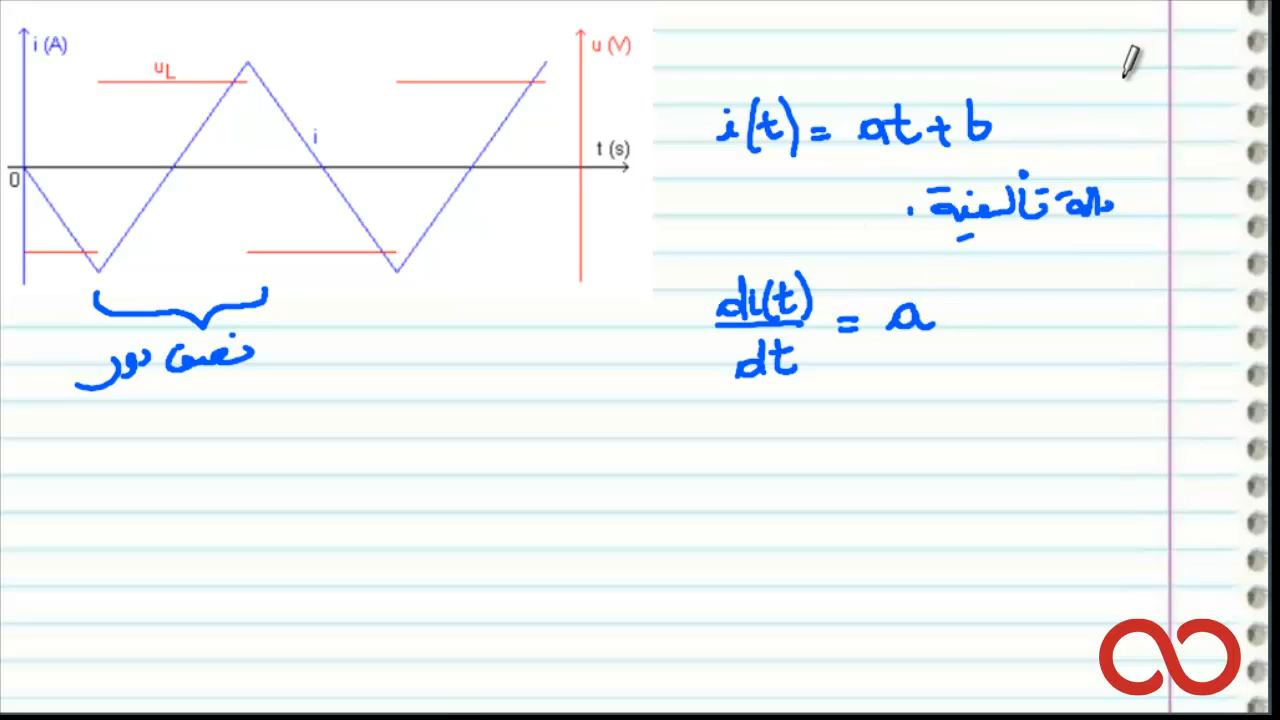 i (A)
u (V)
uL
i
t (s)
0
i(t) = at + b
دالة تآلفية .
di(t)/dt = a
نصف دور